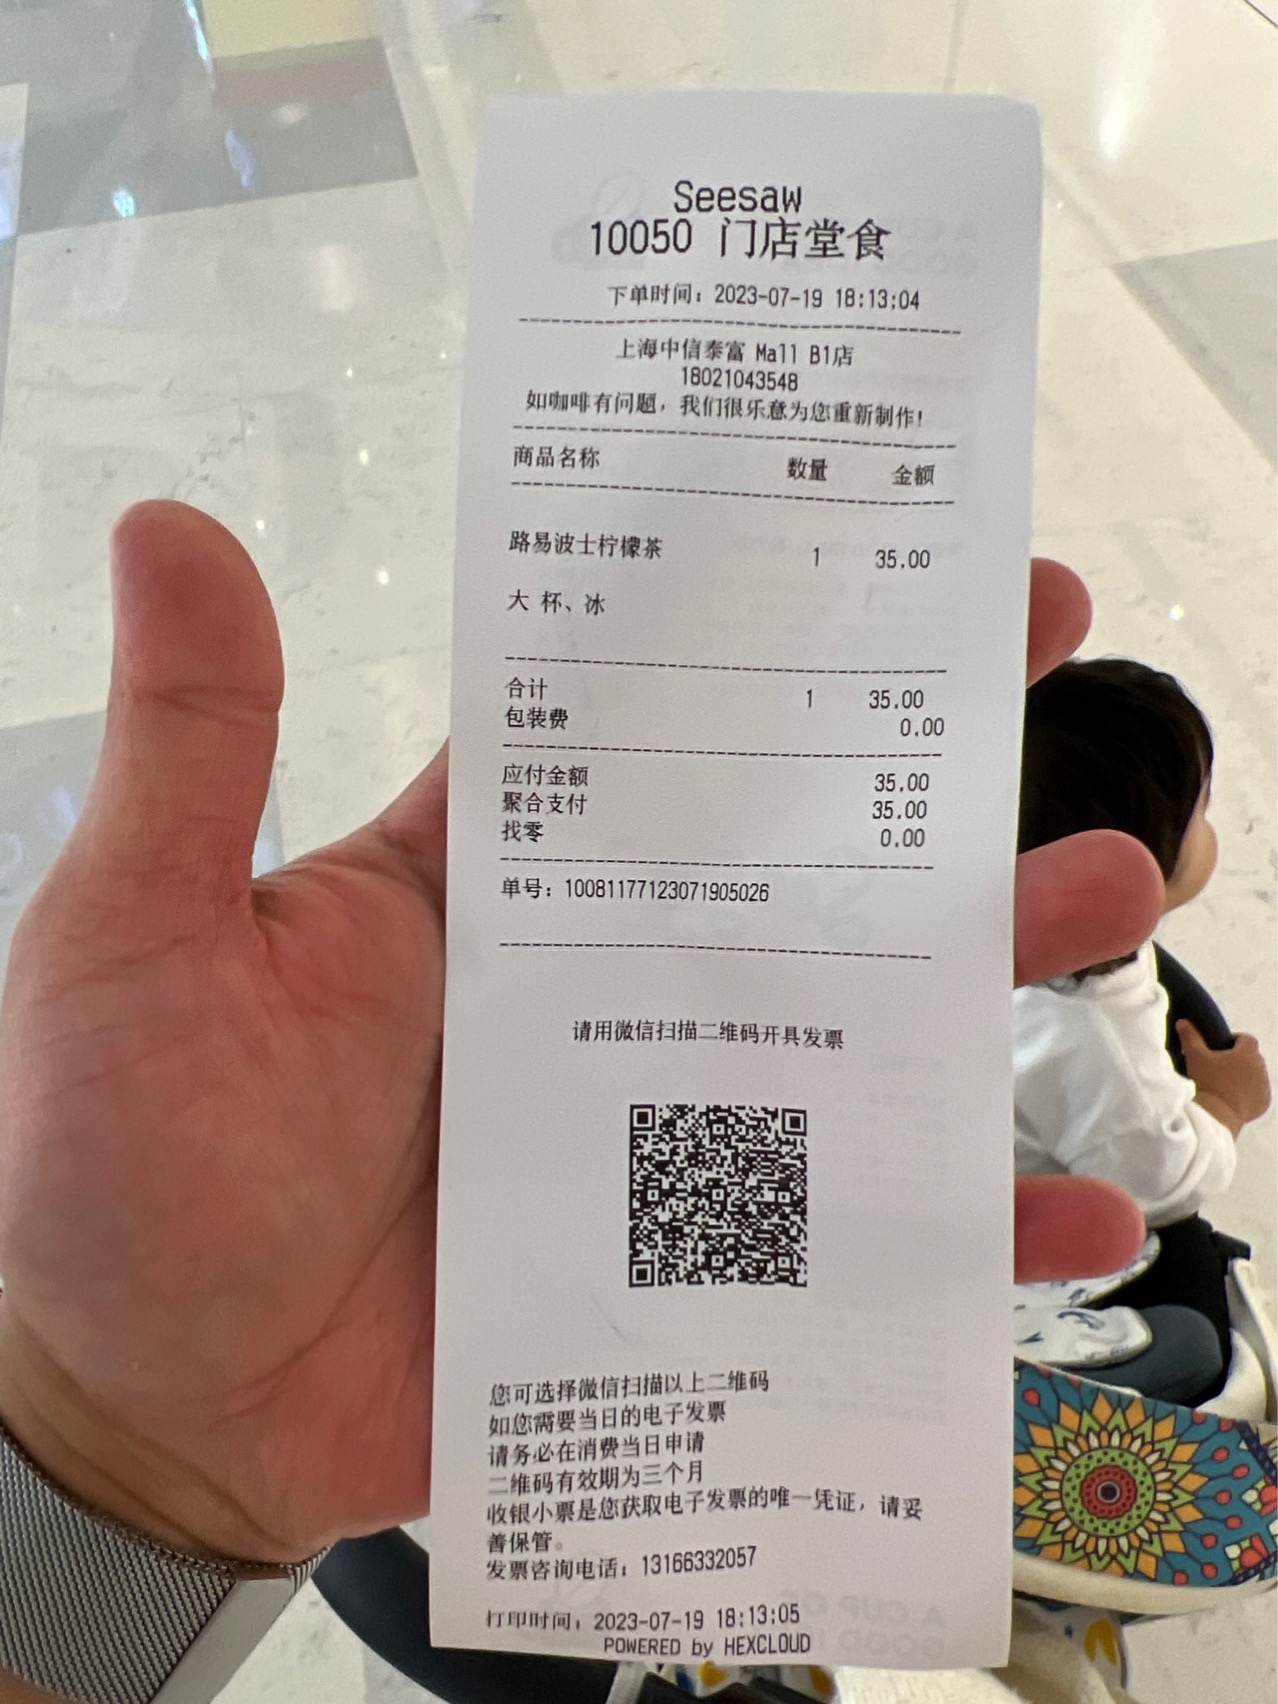 Seesaw
10050 门店堂食
下单时间：2023-07-19 18:13:04
上海中信泰富 Mall B1店
18021043548
如咖啡有问题，我们很乐意为您重新制作!
商品名称 数量 金额
路易波士柠檬茶 1 35.00
大 杯、冰
合计 1 35.00
包装费 0.00
应付金额 35.00
聚合支付 35.00
找零 0.00
单号：10081177123071905026
请用微信扫描二维码开具发票
您可选择微信扫描以上二维码
如您需要当日的电子发票
请务必在消费当日申请
二维码有效期为三个月
收银小票是您获取电子发票的唯一凭证，请妥
善保管。
发票咨询电话：13166332057
打印时间：2023-07-19 18:13:05
POWERED by HEXCLOUD